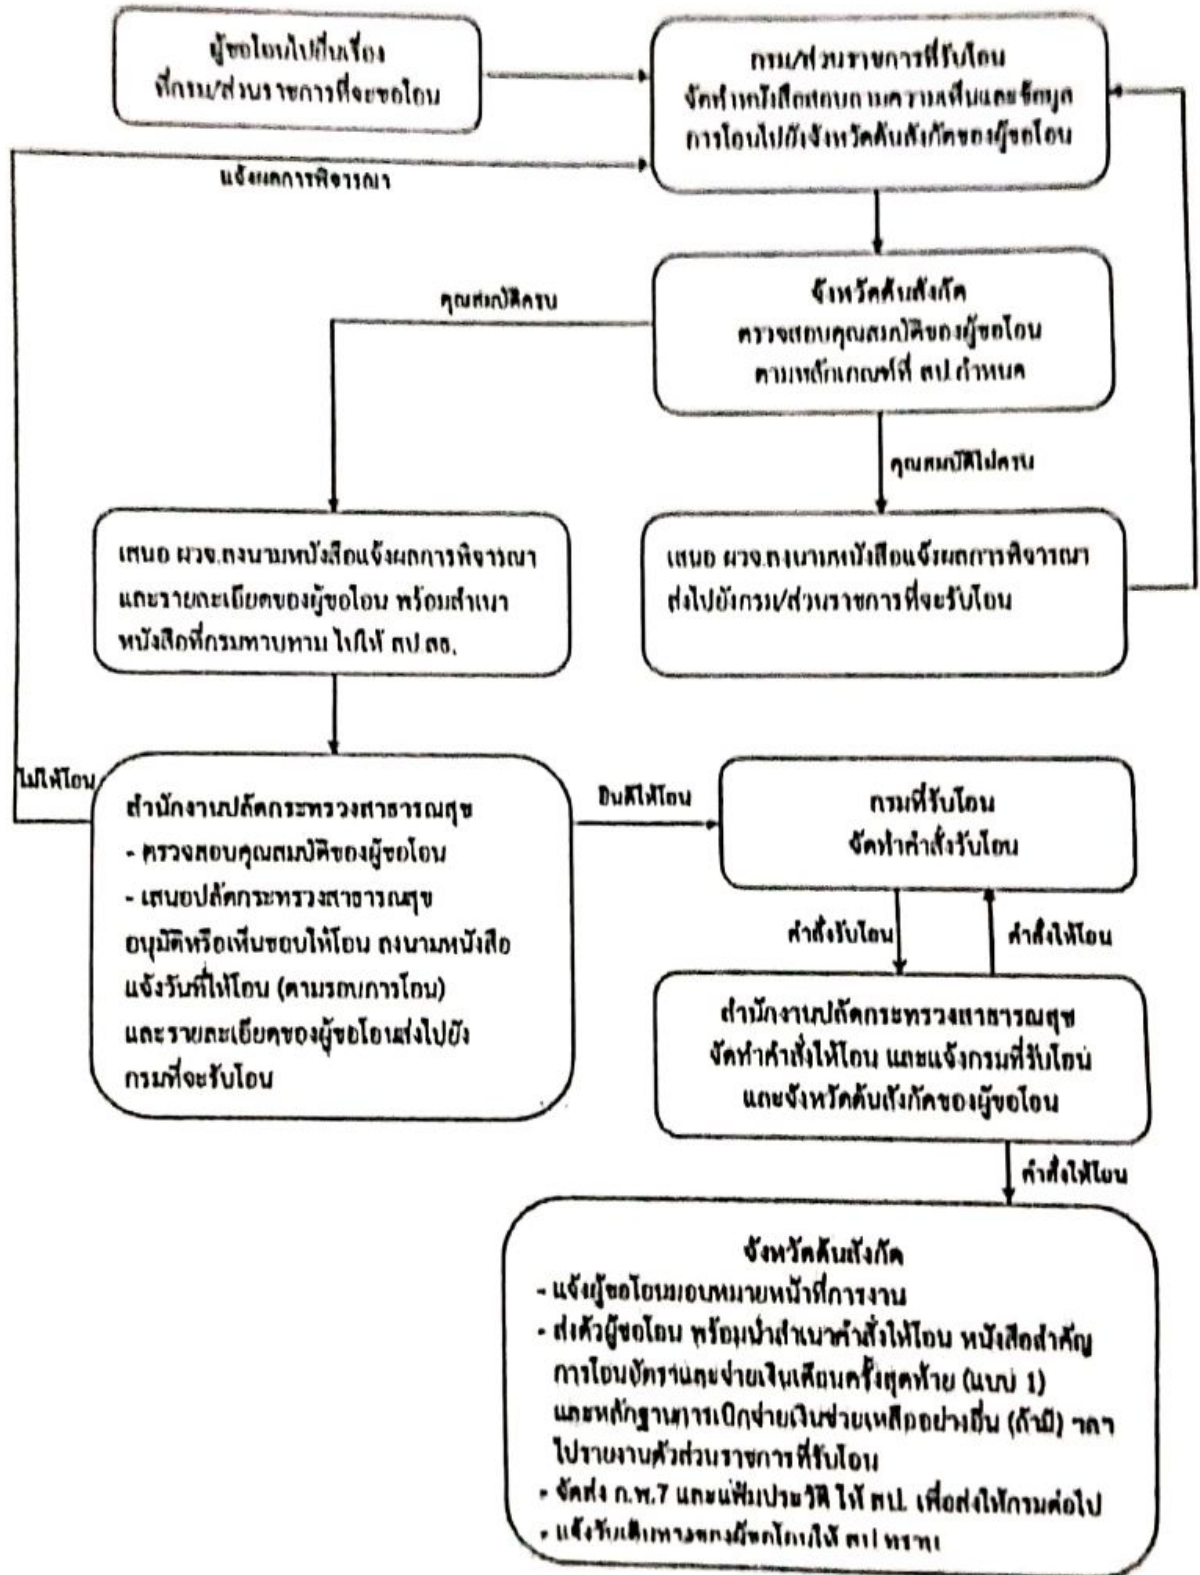 ผู้ขอโอนไปยื่นเรื่อง
ที่กรม/ส่วนราชการที่จะขอโอน
กรม/ส่วนราชการที่รับโอน
จัดทำหนังสือสอบถามความเห็นและข้อมูล
การโอนไปยังจังหวัดต้นสังกัดของผู้ขอโอน
แจ้งผลการพิจารณา
จังหวัดต้นสังกัด
ตรวจสอบคุณสมบัติของผู้ขอโอน
ตามหลักเกณฑ์ที่ สป.กำหนด
คุณสมบัติครบ
คุณสมบัติไม่ครบ
เสนอ ผวจ.ลงนามหนังสือแจ้งผลการพิจารณา
และรายละเอียดของผู้ขอโอน พร้อมสำเนา
หนังสือที่กรมทาบทาม ไปให้ สป.สธ.
เสนอ ผวจ.ลงนามหนังสือแจ้งผลการพิจารณา
ส่งไปยังกรม/ส่วนราชการที่จะรับโอน
ไม่ให้โอน
สำนักงานปลัดกระทรวงสาธารณสุข
- ตรวจสอบคุณสมบัติของผู้ขอโอน
- เสนอปลัดกระทรวงสาธารณสุข
อนุมัติหรือเห็นชอบให้โอน ลงนามหนังสือ
แจ้งวันที่ให้โอน (ตามรอบการโอน)
และรายละเอียดของผู้ขอโอนส่งไปยัง
กรมที่จะรับโอน
ยินดีให้โอน
กรมที่รับโอน
จัดทำคำสั่งรับโอน
คำสั่งรับโอน
คำสั่งให้โอน
สำนักงานปลัดกระทรวงสาธารณสุข
จัดทำคำสั่งให้โอน และแจ้งกรมที่รับโอน
และจังหวัดต้นสังกัดของผู้ขอโอน
คำสั่งให้โอน
จังหวัดต้นสังกัด
- แจ้งผู้ขอโอนมอบหมายหน้าที่การงาน
- ส่งตัวผู้ขอโอน พร้อมนำสำเนาคำสั่งให้โอน หนังสือสำคัญ
การโอนอัตราและจ่ายเงินเดือนครั้งสุดท้าย (แบบ 1)
และหลักฐานการเบิกจ่ายเงินช่วยเหลืออย่างอื่น (ถ้ามี) ฯลฯ
ไปรายงานตัวส่วนราชการที่รับโอน
- จัดส่ง ก.พ.7 และแฟ้มประวัติ ให้ สป. เพื่อส่งให้กรมต่อไป
- แจ้งวันเดินทางของผู้ขอโอนให้ สป.ทราบ